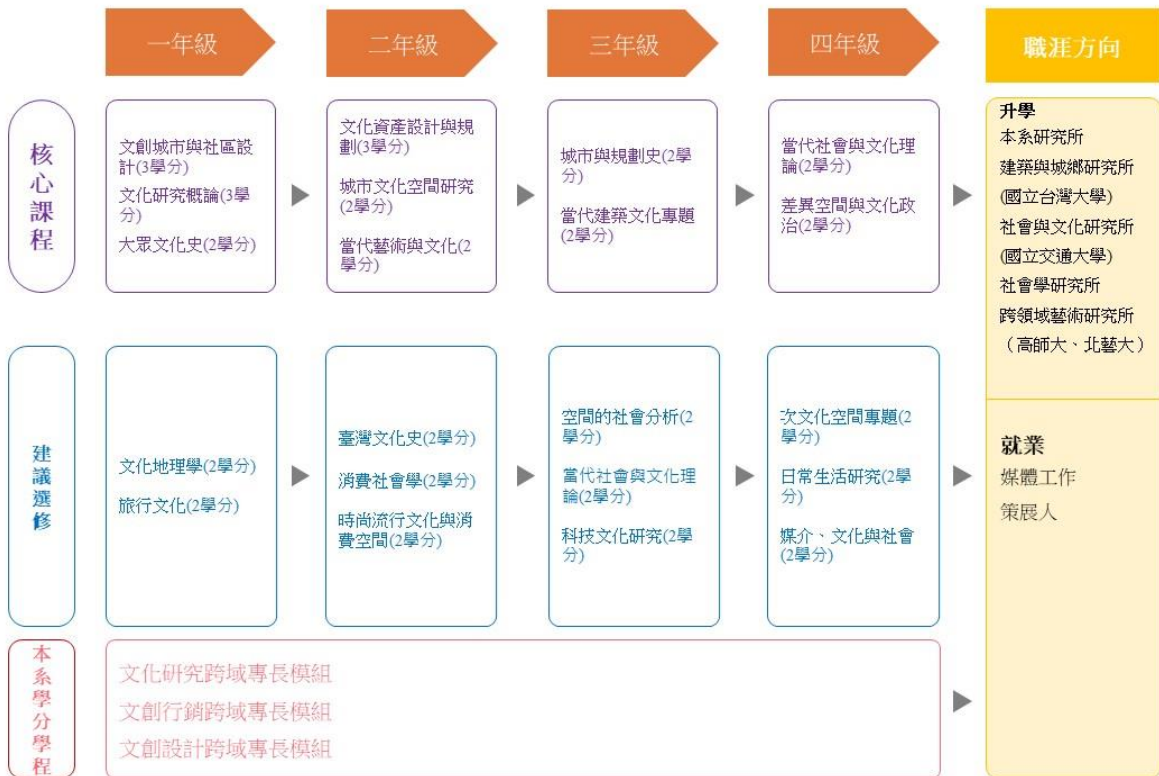 一年級
二年級
三年級
四年級
職涯方向
核心課程
文創城市與社區設
計(3學分)
文化研究概論(3學
分)
大眾文化史(2學分)
文化資產設計與規
劃(3學分)
城市文化空間研究
(2學分)
當代藝術與文化(2
學分)
城市與規劃史(2學
分)
當代建築文化專題
(2學分)
當代社會與文化理
論(2學分)
差異空間與文化政
治(2學分)
升學
本系研究所
建築與城鄉研究所
(國立台灣大學)
社會與文化研究所
(國立交通大學)
社會學研究所
跨領域藝術研究所
（高師大、北藝大）
建議選修
文化地理學(2學分)
旅行文化(2學分)
臺灣文化史(2學分)
消費社會學(2學分)
時尚流行文化與消
費空間(2學分)
空間的社會分析(2
學分)
當代社會與文化理
論(2學分)
科技文化研究(2學
分)
次文化空間專題(2
學分)
日常生活研究(2學
分)
媒介、文化與社會
(2學分)
就業
媒體工作
策展人
本系學分學程
文化研究跨域專長模組
文創行銷跨域專長模組
文創設計跨域專長模組